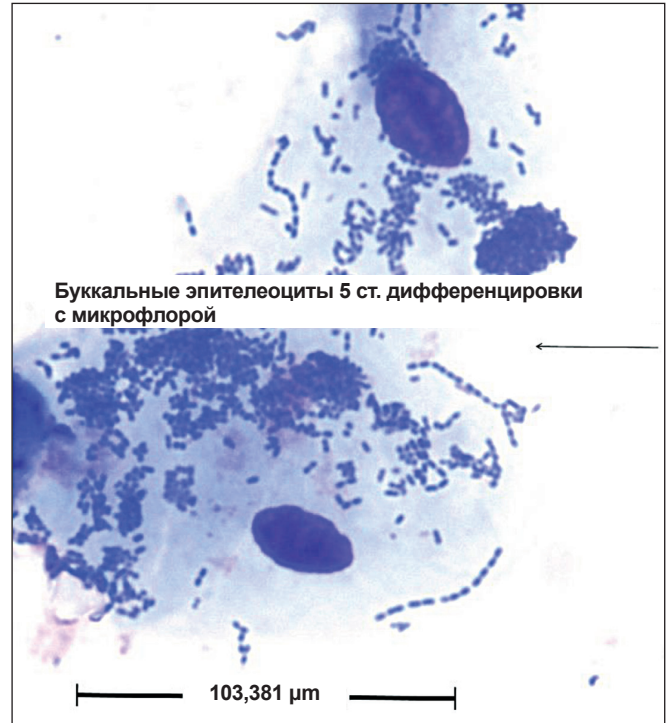 Буккальные эпителеоциты 5 ст. дифференцировки
с микрофлорой
103,381 µm